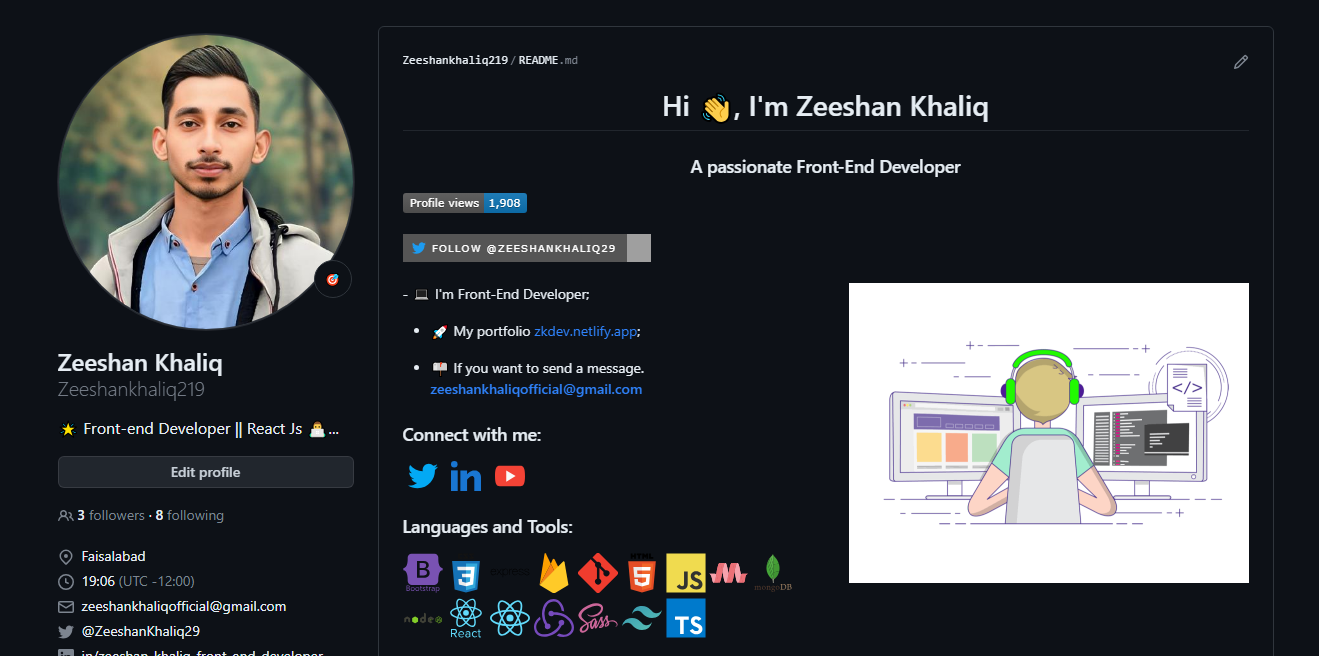 Zeeshan Khaliq
Zeeshankhaliq219
Front-end Developer || React Js 👨‍💻...
Edit profile
3 followers · 8 following
Faisalabad
19:06 (UTC -12:00)
zeeshankhaliqofficial@gmail.com
@ZeeshanKhaliq29
in/zeeshan-khaliq-front-end-developer
Zeeshankhaliq219/README.md
Hi 👋, I'm Zeeshan Khaliq
A passionate Front-End Developer
Profile views 1,908
FOLLOW @ZEESHANKHALIQ29
- 💻 I'm Front-End Developer;
• 🚀 My portfolio zkdev.netlify.app;
• 📫 If you want to send a message.
zeeshankhaliqofficial@gmail.com
Connect with me:
in
Languages and Tools:
B
Bootstrap
3
express
HTML
5
JS
mongoDB
node
React
Sass
TS
</>